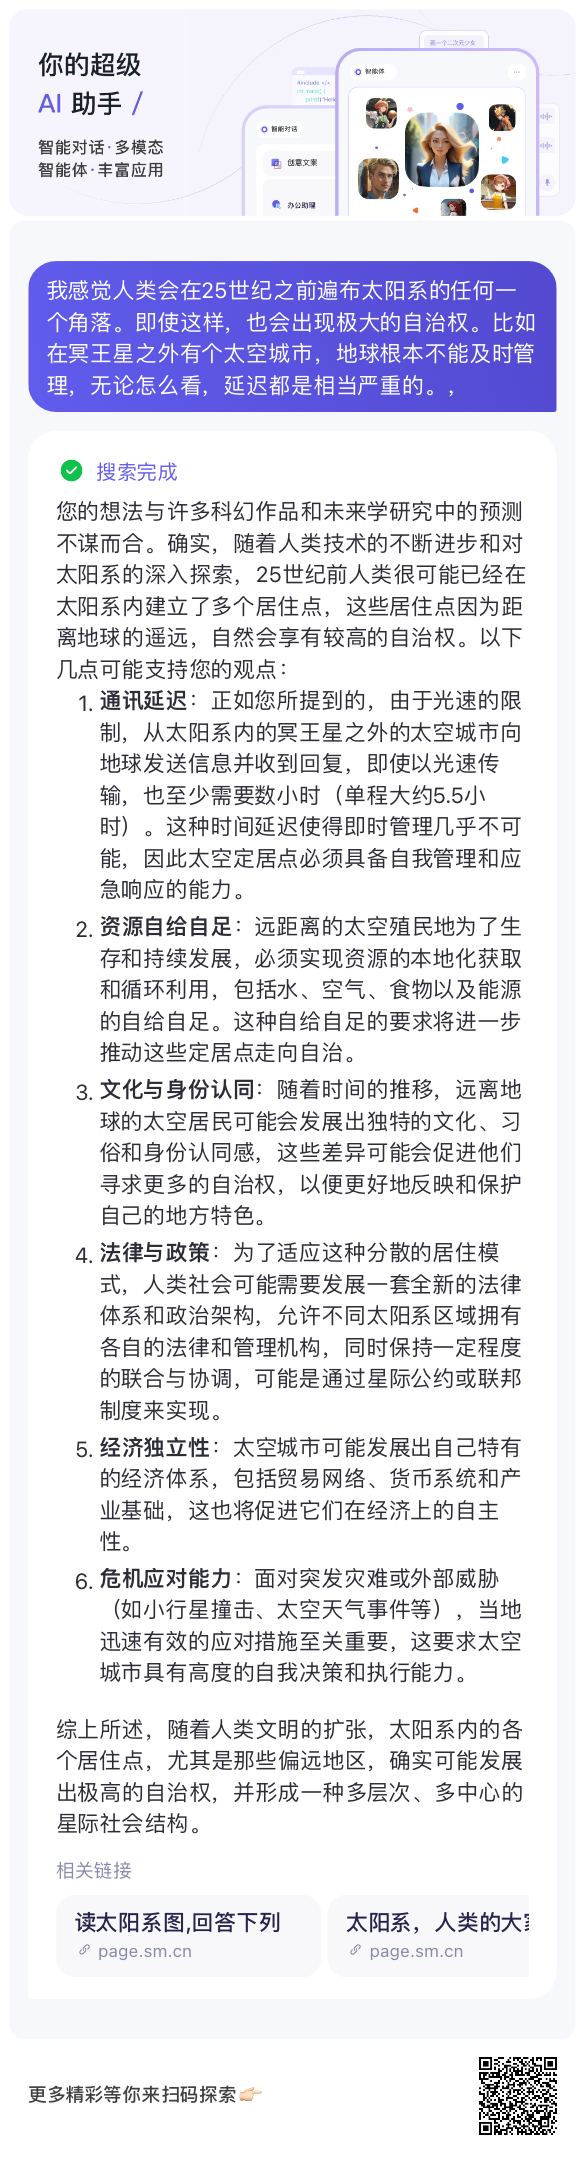 你的超级
AI 助手 /
智能对话·多模态
智能体·丰富应用
#include </>
画一个二次元少女
智能体
智能对话
创意文案
办公助理
我感觉人类会在25世纪之前遍布太阳系的任何一
个角落。即使这样，也会出现极大的自治权。比如
在冥王星之外有个太空城市，地球根本不能及时管
理，无论怎么看，延迟都是相当严重的。，
搜索完成
您的想法与许多科幻作品和未来学研究中的预测
不谋而合。确实，随着人类技术的不断进步和对
太阳系的深入探索，25世纪前人类很可能已经在
太阳系内建立了多个居住点，这些居住点因为距
离地球的遥远，自然会享有较高的自治权。以下
几点可能支持您的观点：
1. 通讯延迟：正如您所提到的，由于光速的限
制，从太阳系内的冥王星之外的太空城市向
地球发送信息并收到回复，即使以光速传
输，也至少需要数小时（单程大约5.5小
时）。这种时间延迟使得即时管理几乎不可
能，因此太空定居点必须具备自我管理和应
急响应的能力。
2. 资源自给自足：远距离的太空殖民地为了生
存和持续发展，必须实现资源的本地化获取
和循环利用，包括水、空气、食物以及能源
的自给自足。这种自给自足的要求将进一步
推动这些定居点走向自治。
3. 文化与身份认同：随着时间的推移，远离地
球的太空居民可能会发展出独特的文化、习
俗和身份认同感，这些差异可能会促进他们
寻求更多的自治权，以便更好地反映和保护
自己的地方特色。
4. 法律与政策：为了适应这种分散的居住模
式，人类社会可能需要发展一套全新的法律
体系和政治架构，允许不同太阳系区域拥有
各自的法律和管理机构，同时保持一定程度
的联合与协调，可能是通过星际公约或联邦
制度来实现。
5. 经济独立性：太空城市可能发展出自己特有
的经济体系，包括贸易网络、货币系统和产
业基础，这也将促进它们在经济上的自主
性。
6. 危机应对能力：面对突发灾难或外部威胁
（如小行星撞击、太空天气事件等），当地
迅速有效的应对措施至关重要，这要求太空
城市具有高度的自我决策和执行能力。
综上所述，随着人类文明的扩张，太阳系内的各
个居住点，尤其是那些偏远地区，确实可能发展
出极高的自治权，并形成一种多层次、多中心的
星际社会结构。
相关链接
读太阳系图,回答下列
太阳系，人类的大
page.sm.cn
page.sm.cn
更多精彩等你来扫码探索👉🏻